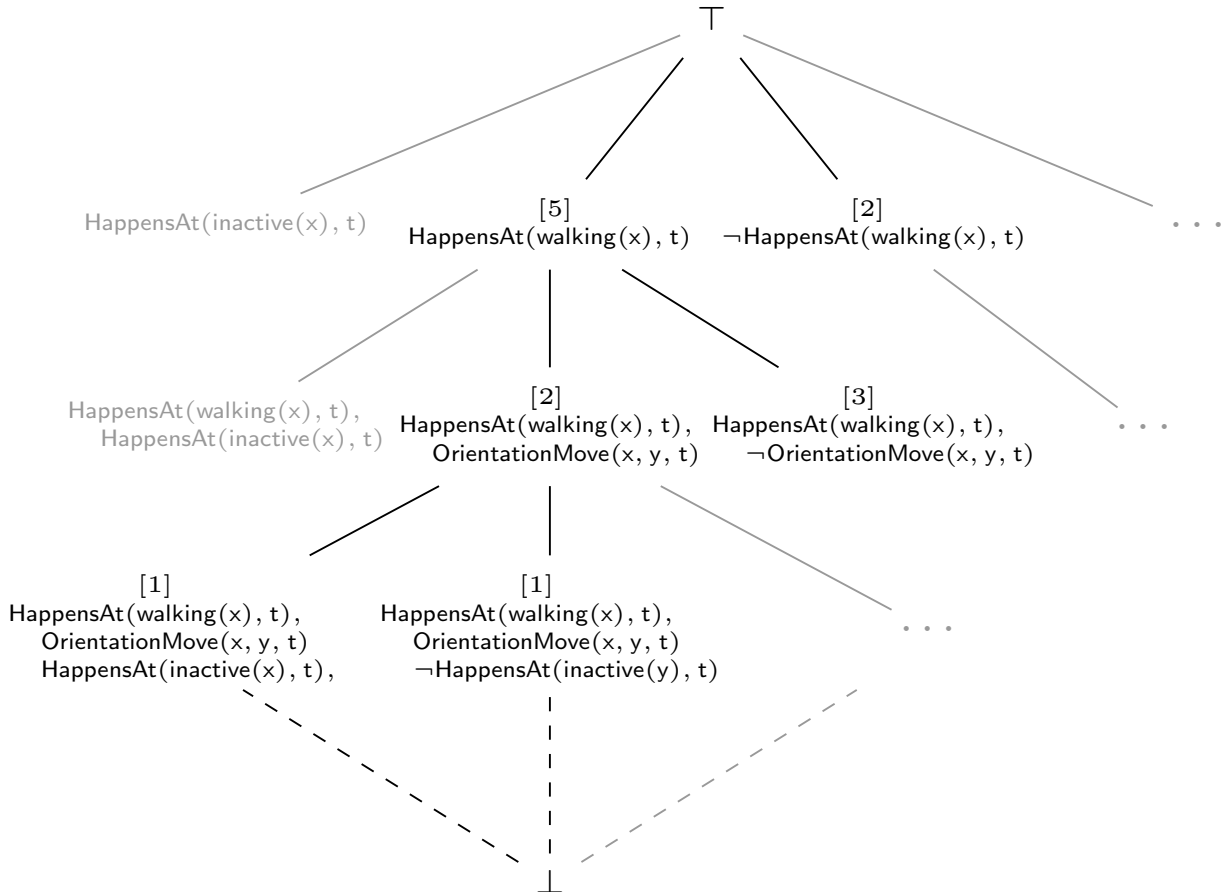 ⊤
HappensAt(inactive(x), t)
[5]
HappensAt(walking(x), t)
[2]
¬HappensAt(walking(x), t)
. . .
HappensAt(walking(x), t),
HappensAt(inactive(x), t)
[2]
HappensAt(walking(x), t),
OrientationMove(x, y, t)
[3]
HappensAt(walking(x), t),
¬OrientationMove(x, y, t)
. . .
[1]
HappensAt(walking(x), t),
OrientationMove(x, y, t)
HappensAt(inactive(x), t),
[1]
HappensAt(walking(x), t),
OrientationMove(x, y, t)
¬HappensAt(inactive(y), t)
. . .
⊥